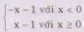 -x - 1 với x < 0
x - 1 với x > 0